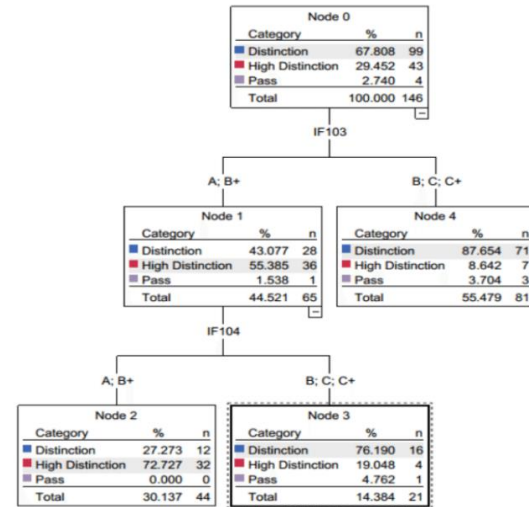 Node 0
Category % n
Distinction 67.808 99
High Distinction 29.452 43
Pass 2.740 4
Total 100.000 146
IF103
A; B+ B; C; C+
Node 1
Category % n
Distinction 43.077 28
High Distinction 55.385 36
Pass 1.538 1
Total 44.521 65
Node 4
Category % n
Distinction 87.654 71
High Distinction 8.642 7
Pass 3.704 3
Total 55.479 81
IF104
A; B+ B; C; C+
Node 2
Category % n
Distinction 27.273 12
High Distinction 72.727 32
Pass 0.000 0
Total 30.137 44
Node 3
Category % n
Distinction 76.190 16
High Distinction 19.048 4
Pass 4.762 1
Total 14.384 21